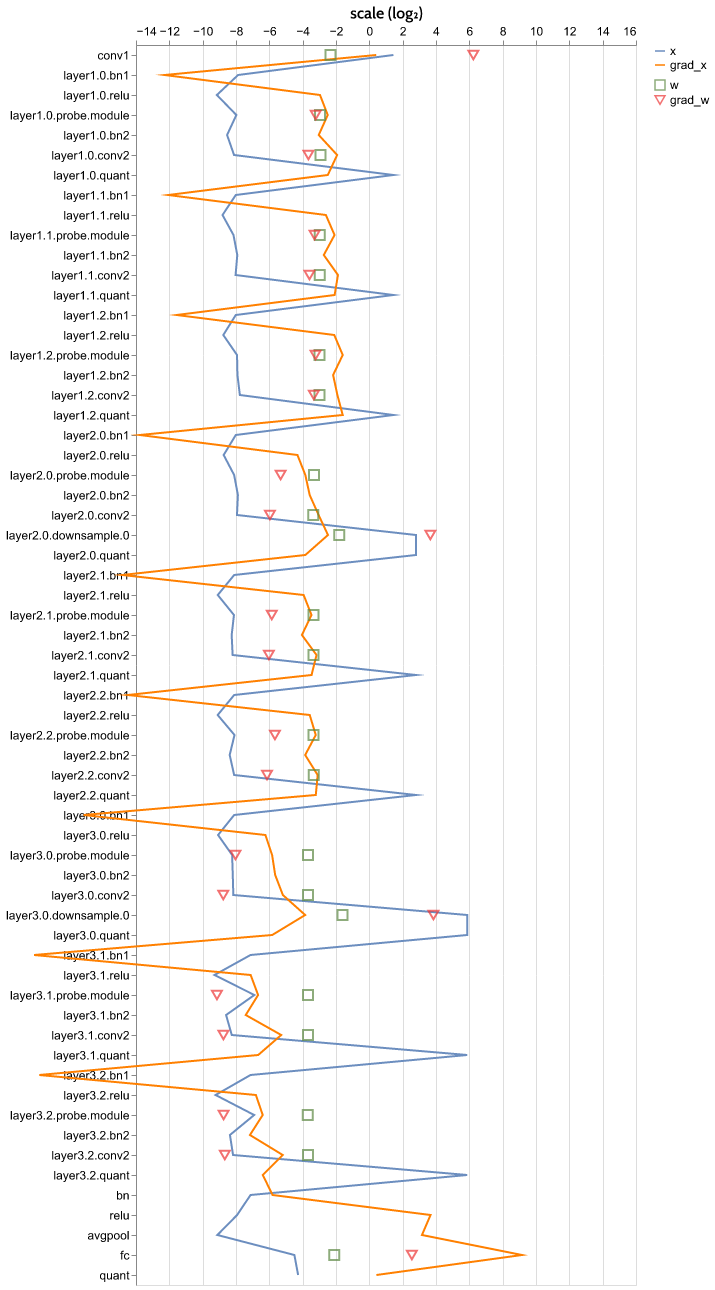 scale (log₂)
−14 −12 −10 −8 −6 −4 −2 0 2 4 6 8 10 12 14 16
conv1
layer1.0.bn1
layer1.0.relu
layer1.0.probe.module
layer1.0.bn2
layer1.0.conv2
layer1.0.quant
layer1.1.bn1
layer1.1.relu
layer1.1.probe.module
layer1.1.bn2
layer1.1.conv2
layer1.1.quant
layer1.2.bn1
layer1.2.relu
layer1.2.probe.module
layer1.2.bn2
layer1.2.conv2
layer1.2.quant
layer2.0.bn1
layer2.0.relu
layer2.0.probe.module
layer2.0.bn2
layer2.0.conv2
layer2.0.downsample.0
layer2.0.quant
layer2.1.bn1
layer2.1.relu
layer2.1.probe.module
layer2.1.bn2
layer2.1.conv2
layer2.1.quant
layer2.2.bn1
layer2.2.relu
layer2.2.probe.module
layer2.2.bn2
layer2.2.conv2
layer2.2.quant
layer3.0.bn1
layer3.0.relu
layer3.0.probe.module
layer3.0.bn2
layer3.0.conv2
layer3.0.downsample.0
layer3.0.quant
layer3.1.bn1
layer3.1.relu
layer3.1.probe.module
layer3.1.bn2
layer3.1.conv2
layer3.1.quant
layer3.2.bn1
layer3.2.relu
layer3.2.probe.module
layer3.2.bn2
layer3.2.conv2
layer3.2.quant
bn
relu
avgpool
fc
quant
x
grad_x
w
grad_w